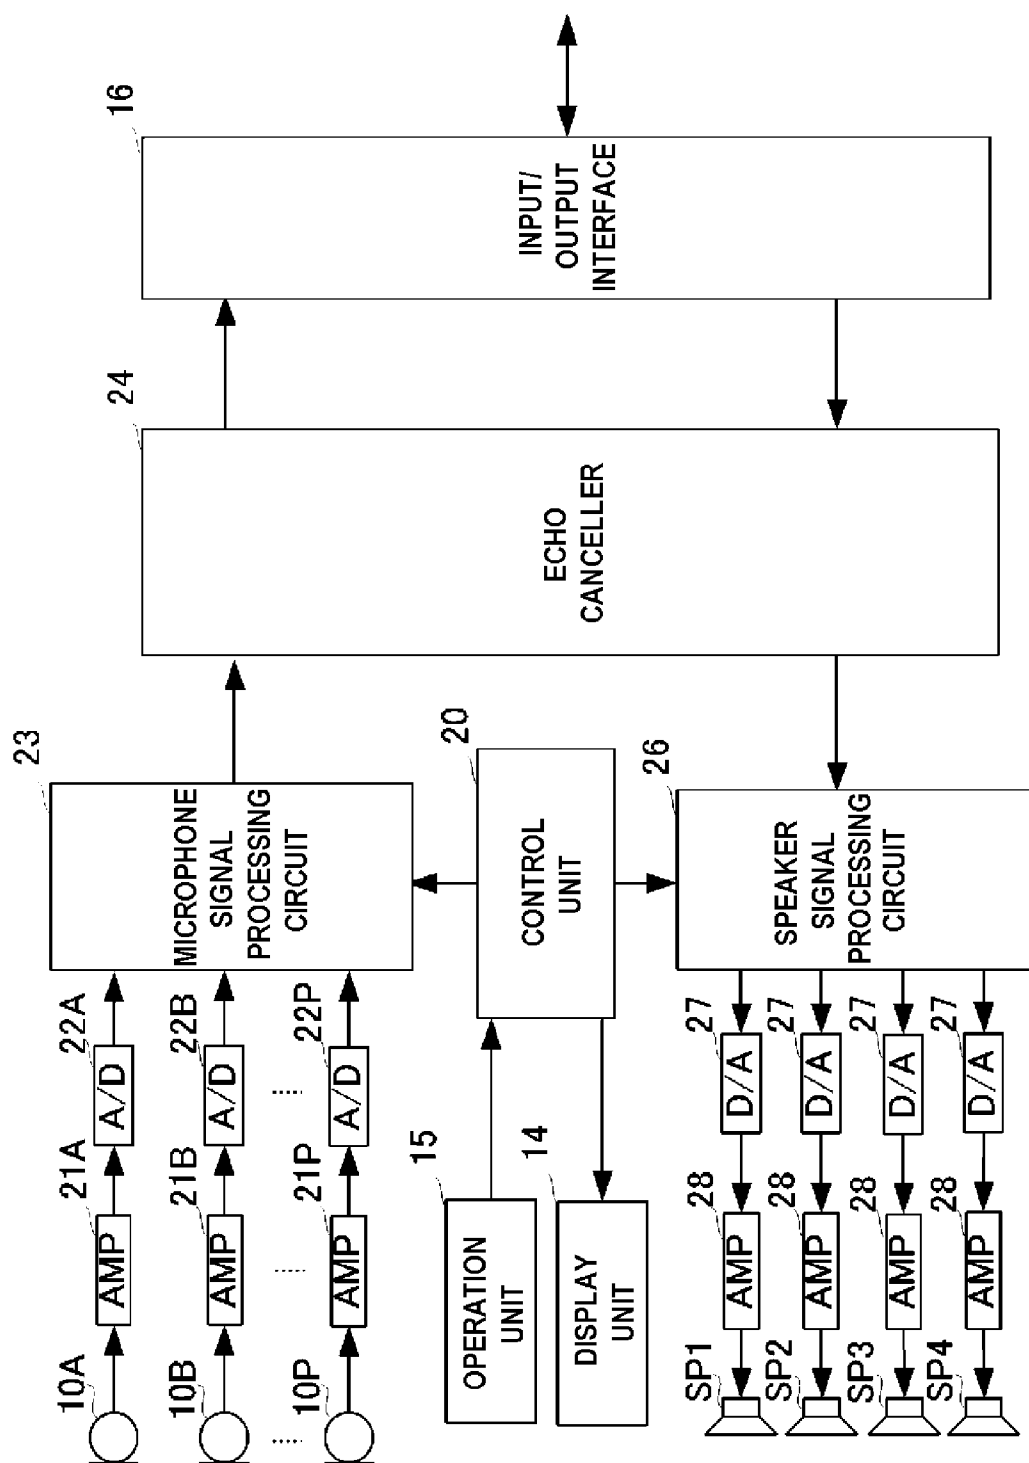 10A
21A
22A
AMP
A/D
10B
21B
22B
AMP
A/D
10P
21P
22P
AMP
A/D
23
MICROPHONE
SIGNAL
PROCESSING
CIRCUIT
24
ECHO
CANCELLER
16
INPUT/
OUTPUT
INTERFACE
15
OPERATION
UNIT
14
DISPLAY
UNIT
20
CONTROL
UNIT
26
SPEAKER
SIGNAL
PROCESSING
CIRCUIT
SP1
28
27
AMP
D/A
SP2
28
27
AMP
D/A
SP3
28
27
AMP
D/A
SP4
28
27
AMP
D/A